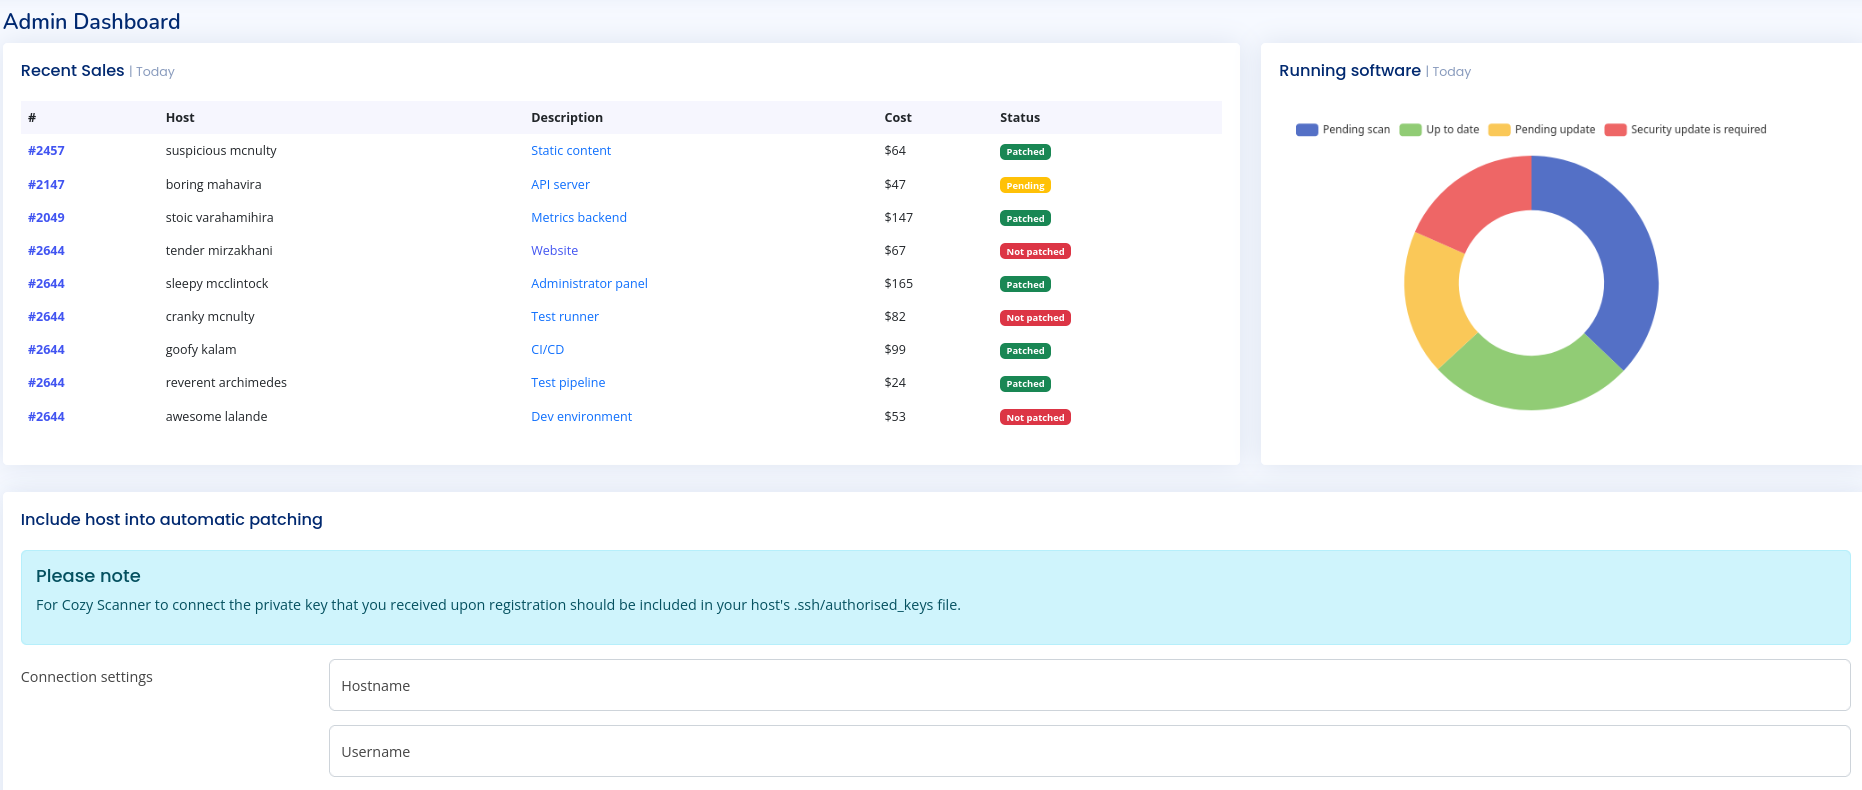 Admin Dashboard
Recent Sales | Today
# Host Description Cost Status
#2457 suspicious mcnulty Static content $64 Patched
#2147 boring mahavira API server $47 Pending
#2049 stoic varahamihira Metrics backend $147 Patched
#2644 tender mirzakhani Website $67 Not patched
#2644 sleepy mcclintock Administrator panel $165 Patched
#2644 cranky mcnulty Test runner $82 Not patched
#2644 goofy kalam CI/CD $99 Patched
#2644 reverent archimedes Test pipeline $24 Patched
#2644 awesome lalande Dev environment $53 Not patched
Running software | Today
Pending scan Up to date Pending update Security update is required
Include host into automatic patching
Please note
For Cozy Scanner to connect the private key that you received upon registration should be included in your host's .ssh/authorised_keys file.
Connection settings
Hostname
Username